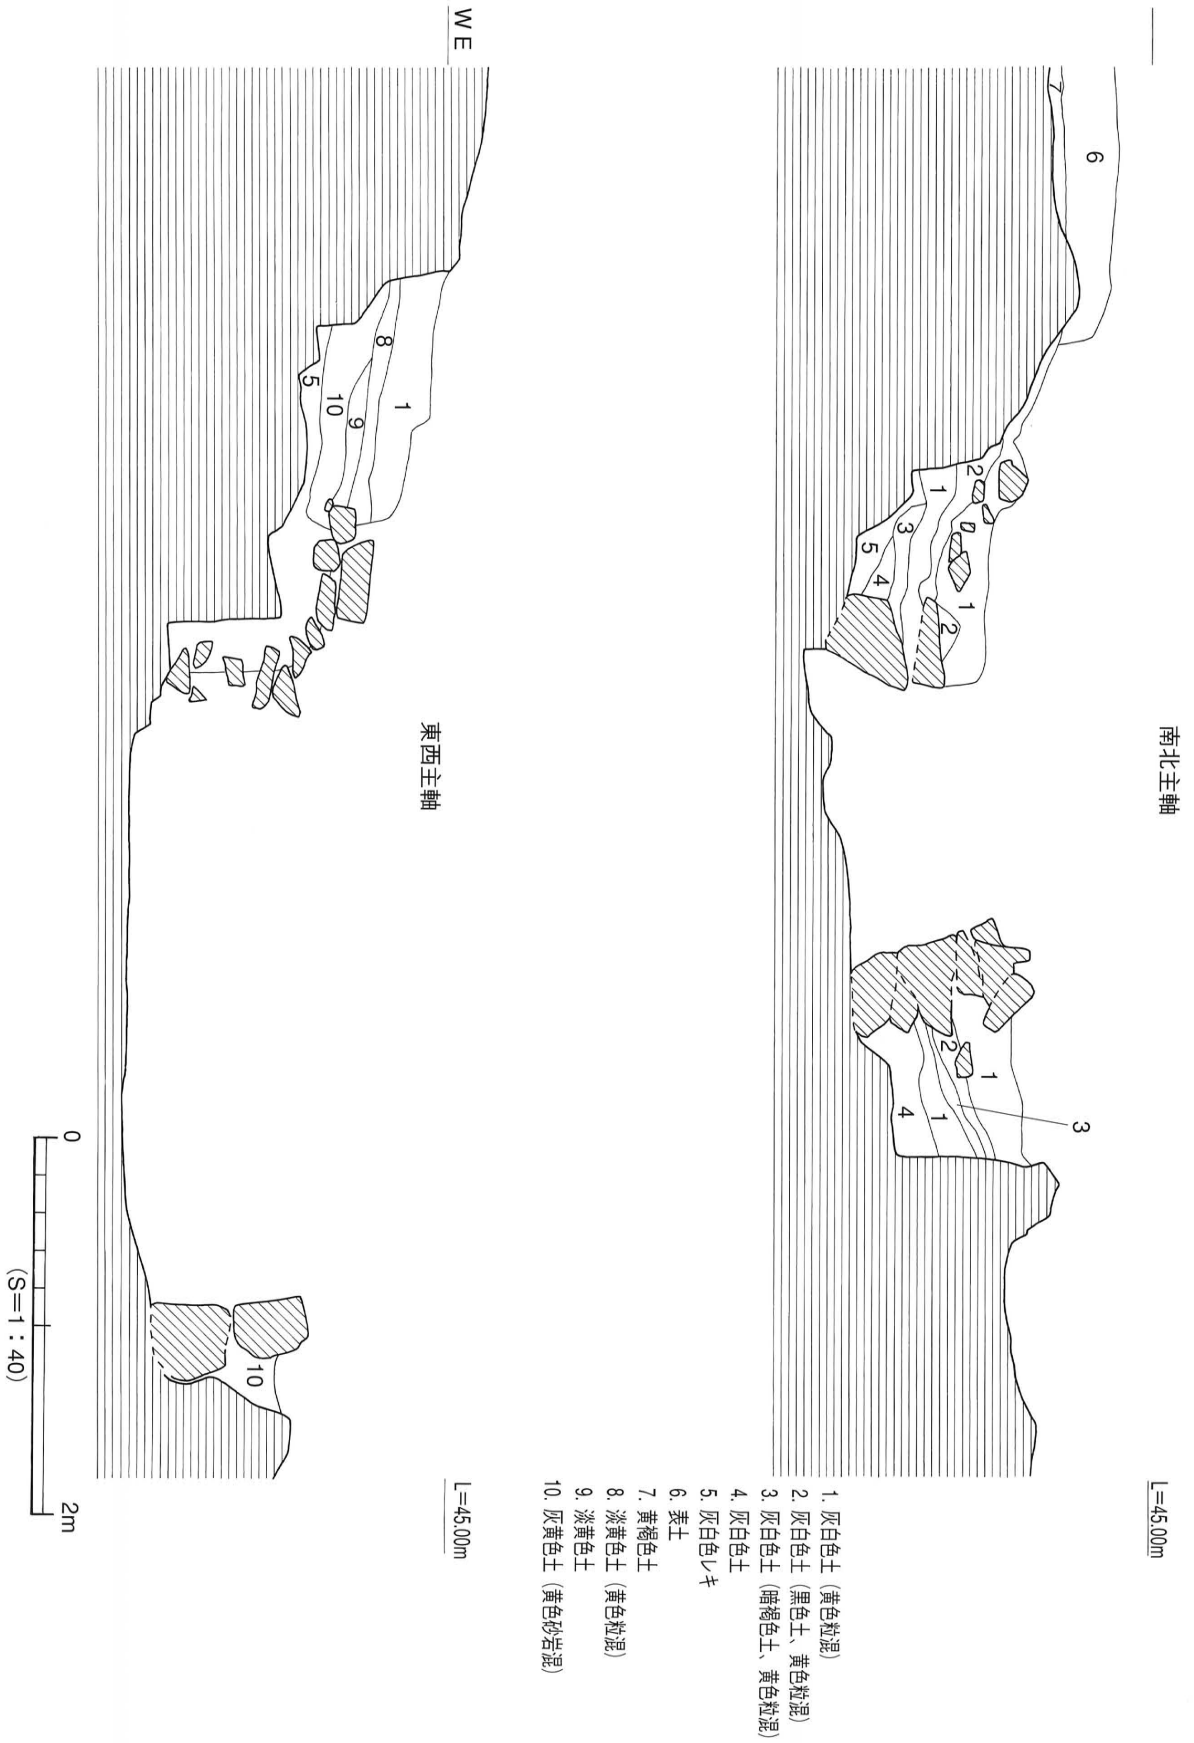 南北主軸
L=45.00m
6
7
2
1
3
5
4
1
2
2
1
4
1
3
W E
東西主軸
L=45.00m
8
1
5
10
9
10
1. 灰白色土（黄色粒混）
2. 灰白色土（黒色土、黄色粒混）
3. 灰白色土（暗褐色土、黄色粒混）
4. 灰白色土
5. 灰白色レキ
6. 表土
7. 黄褐色土
8. 淡黄色土（黄色粒混）
9. 淡黄色土
10. 灰黄色土（黄色砂岩混）
0
2m
(S=1：40)